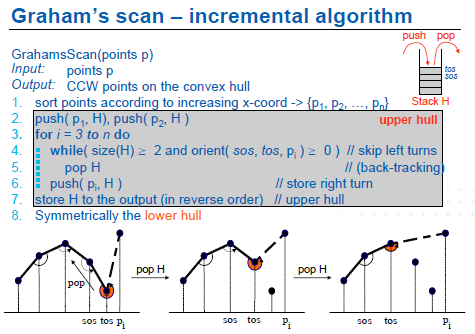 Graham's scan – incremental algorithm
push pop
GrahamsScan(points p)
Input: points p
tos
sos
Output: CCW points on the convex hull
Stack H
1. sort points according to increasing x-coord -> {p1, p2, …, pn}
2. push( p1, H), push( p2, H ) upper hull
3. for i = 3 to n do
4. while( size(H) ≥ 2 and orient( sos, tos, pi ) ≥ 0 ) // skip left turns
5. pop H // (back-tracking)
6. push( pi, H ) // store right turn
7. store H to the output (in reverse order) // upper hull
8. Symmetrically the lower hull
pop
pop H
pop H
sos tos pi
sos tos pi
sos tos pi